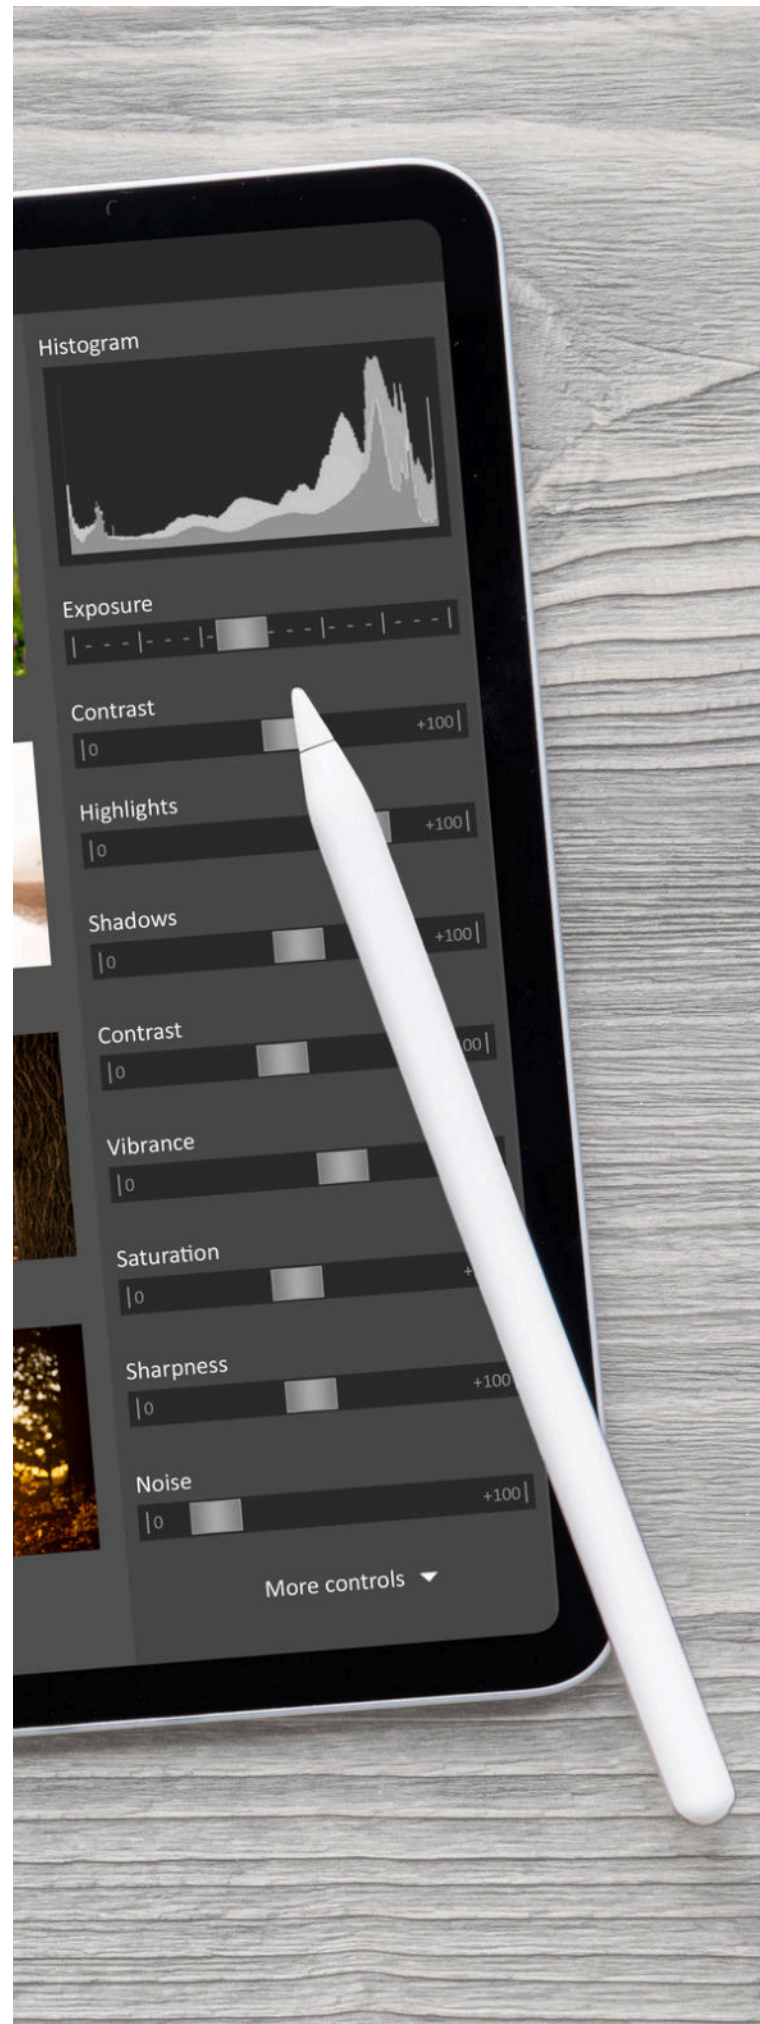 Histogram
Exposure
Contrast
0 +100
Highlights
0 +100
Shadows
0 +100
Contrast
0 00
Vibrance
0
Saturation
0 +
Sharpness
0 +100
Noise
0 +100
More controls